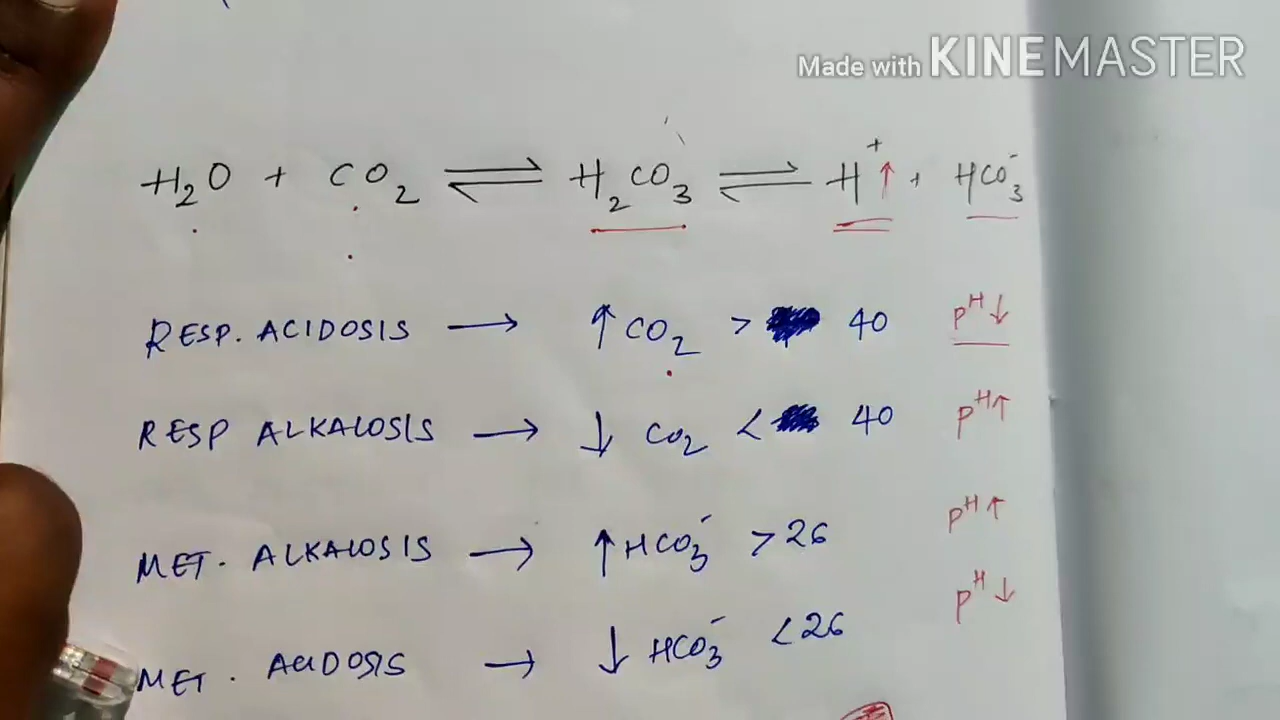 Made with KINEMASTER
H₂O + CO₂ ⇌ H₂CO₃ ⇌ H⁺ ↑ + HCO₃⁻
RESP. ACIDOSIS → ↑ CO₂ > 40 pH ↓
RESP ALKALOSIS → ↓ CO₂ < 40 pH ↑
MET. ALKALOSIS → ↑ HCO₃⁻ > 26 pH ↑
MET. ACIDOSIS → ↓ HCO₃⁻ < 26 pH ↓